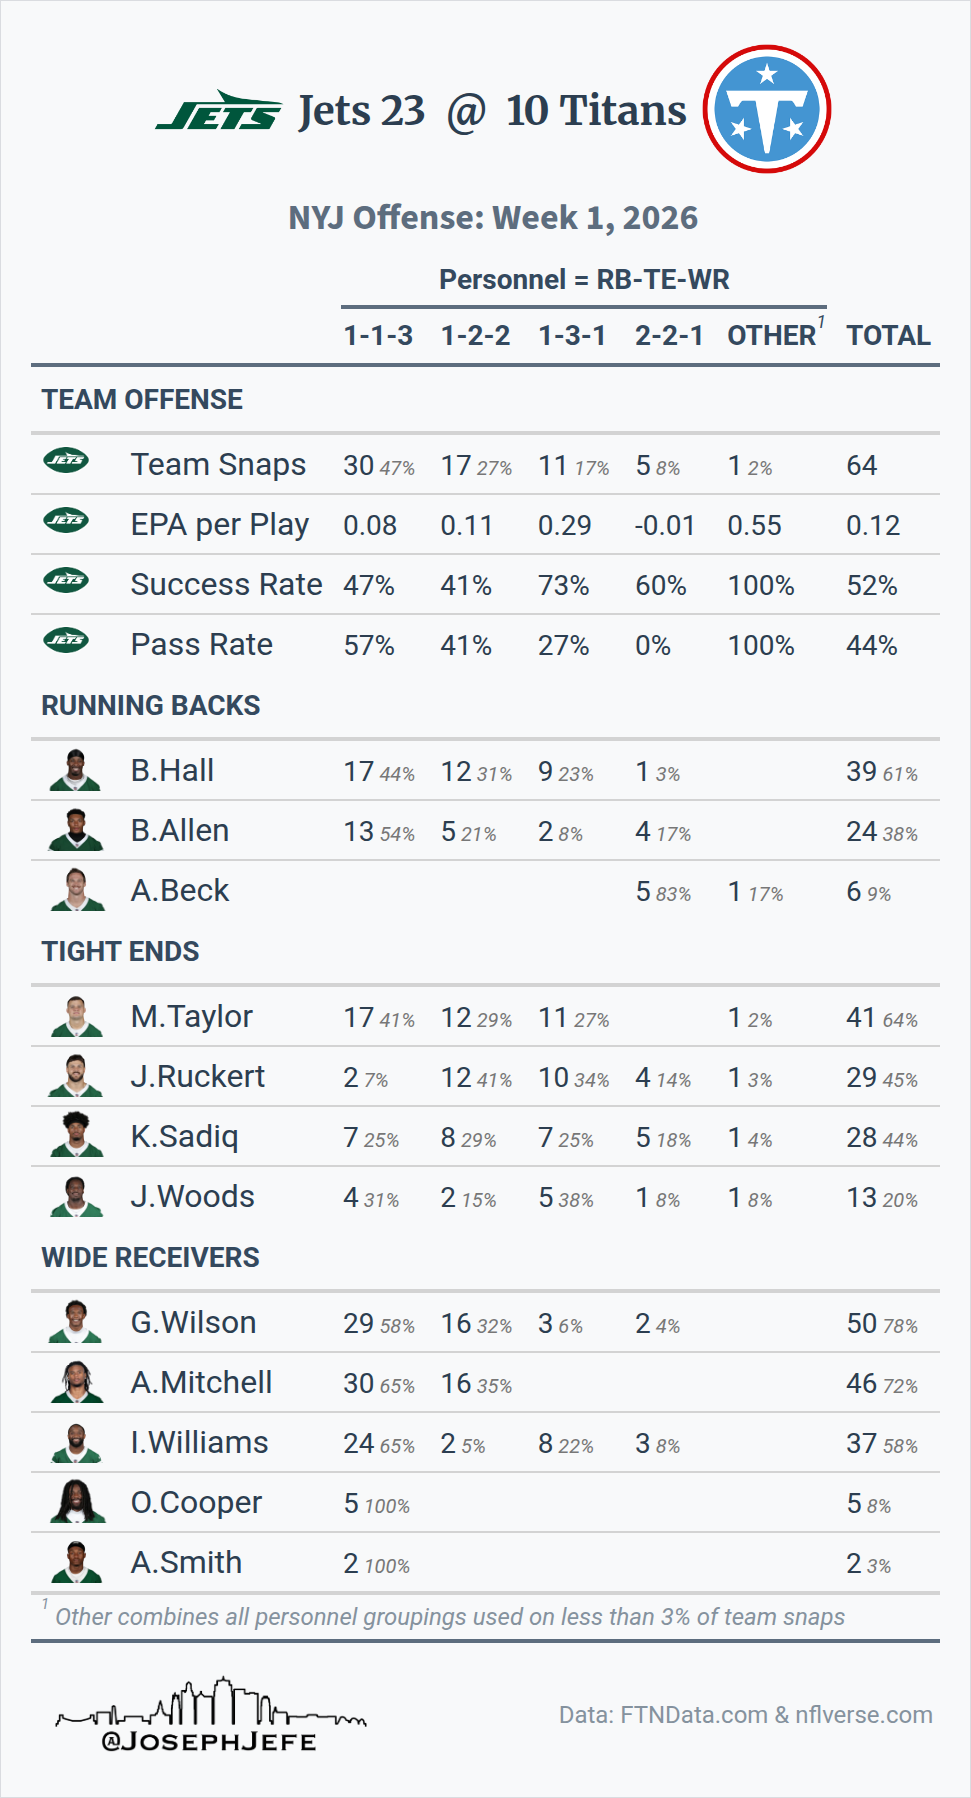 JETS Jets 23 @ 10 Titans T
NYJ Offense: Week 1, 2026
Personnel = RB-TE-WR
1-1-3 1-2-2 1-3-1 2-2-1 OTHER1 TOTAL
TEAM OFFENSE
JETS Team Snaps 30 47% 17 27% 11 17% 5 8% 1 2% 64
JETS EPA per Play 0.08 0.11 0.29 -0.01 0.55 0.12
JETS Success Rate 47% 41% 73% 60% 100% 52%
JETS Pass Rate 57% 41% 27% 0% 100% 44%
RUNNING BACKS
B.Hall 17 44% 12 31% 9 23% 1 3% 39 61%
B.Allen 13 54% 5 21% 2 8% 4 17% 24 38%
A.Beck 5 83% 1 17% 6 9%
TIGHT ENDS
M.Taylor 17 41% 12 29% 11 27% 1 2% 41 64%
J.Ruckert 2 7% 12 41% 10 34% 4 14% 1 3% 29 45%
K.Sadiq 7 25% 8 29% 7 25% 5 18% 1 4% 28 44%
J.Woods 4 31% 2 15% 5 38% 1 8% 1 8% 13 20%
WIDE RECEIVERS
G.Wilson 29 58% 16 32% 3 6% 2 4% 50 78%
A.Mitchell 30 65% 16 35% 46 72%
I.Williams 24 65% 2 5% 8 22% 3 8% 37 58%
O.Cooper 5 100% 5 8%
A.Smith 2 100% 2 3%
1 Other combines all personnel groupings used on less than 3% of team snaps
@JosephJefe
Data: FTNData.com & nflverse.com